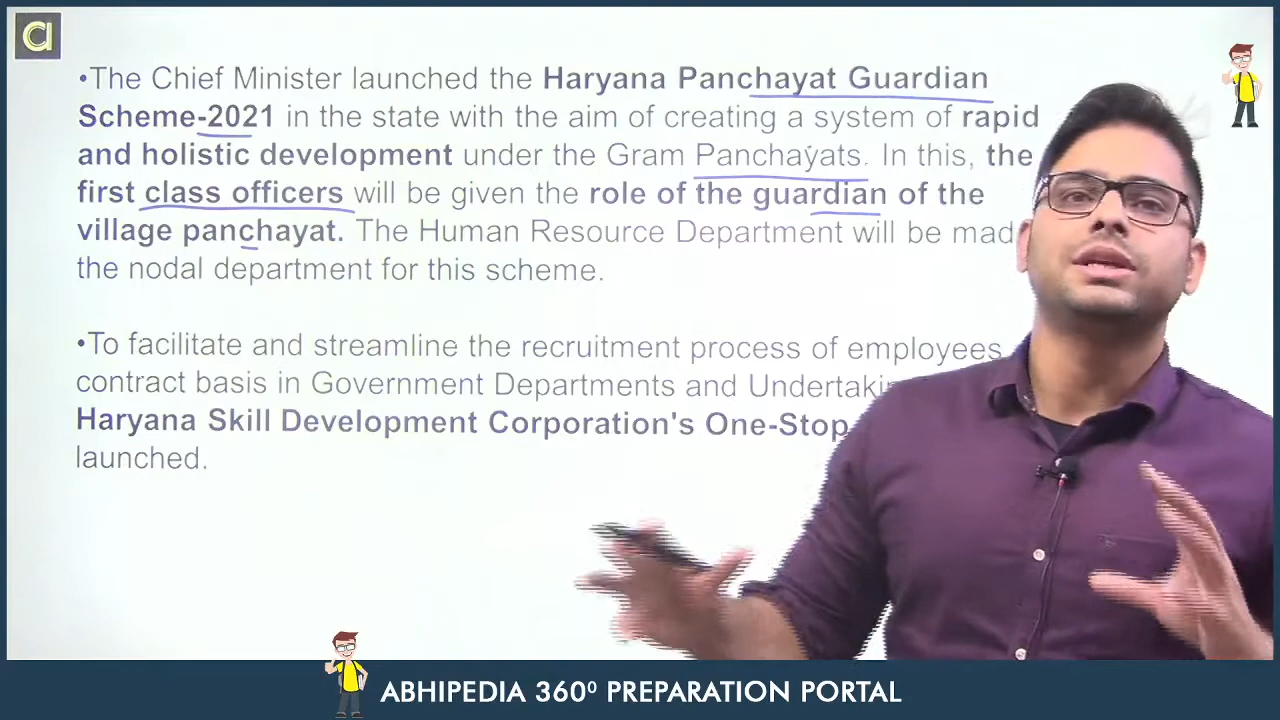 •The Chief Minister launched the Haryana Panchayat Guardian
Scheme-2021 in the state with the aim of creating a system of rapid
and holistic development under the Gram Panchayats. In this, the
first class officers will be given the role of the guardian of the
village panchayat. The Human Resource Department will be
the nodal department for this scheme.
•To facilitate and streamline the recruitment process of employees
contract basis in Government Departments and
Haryana Skill Development Corporation's One-Stop
launched.
ABHIPEDIA 360⁰ PREPARATION PORTAL